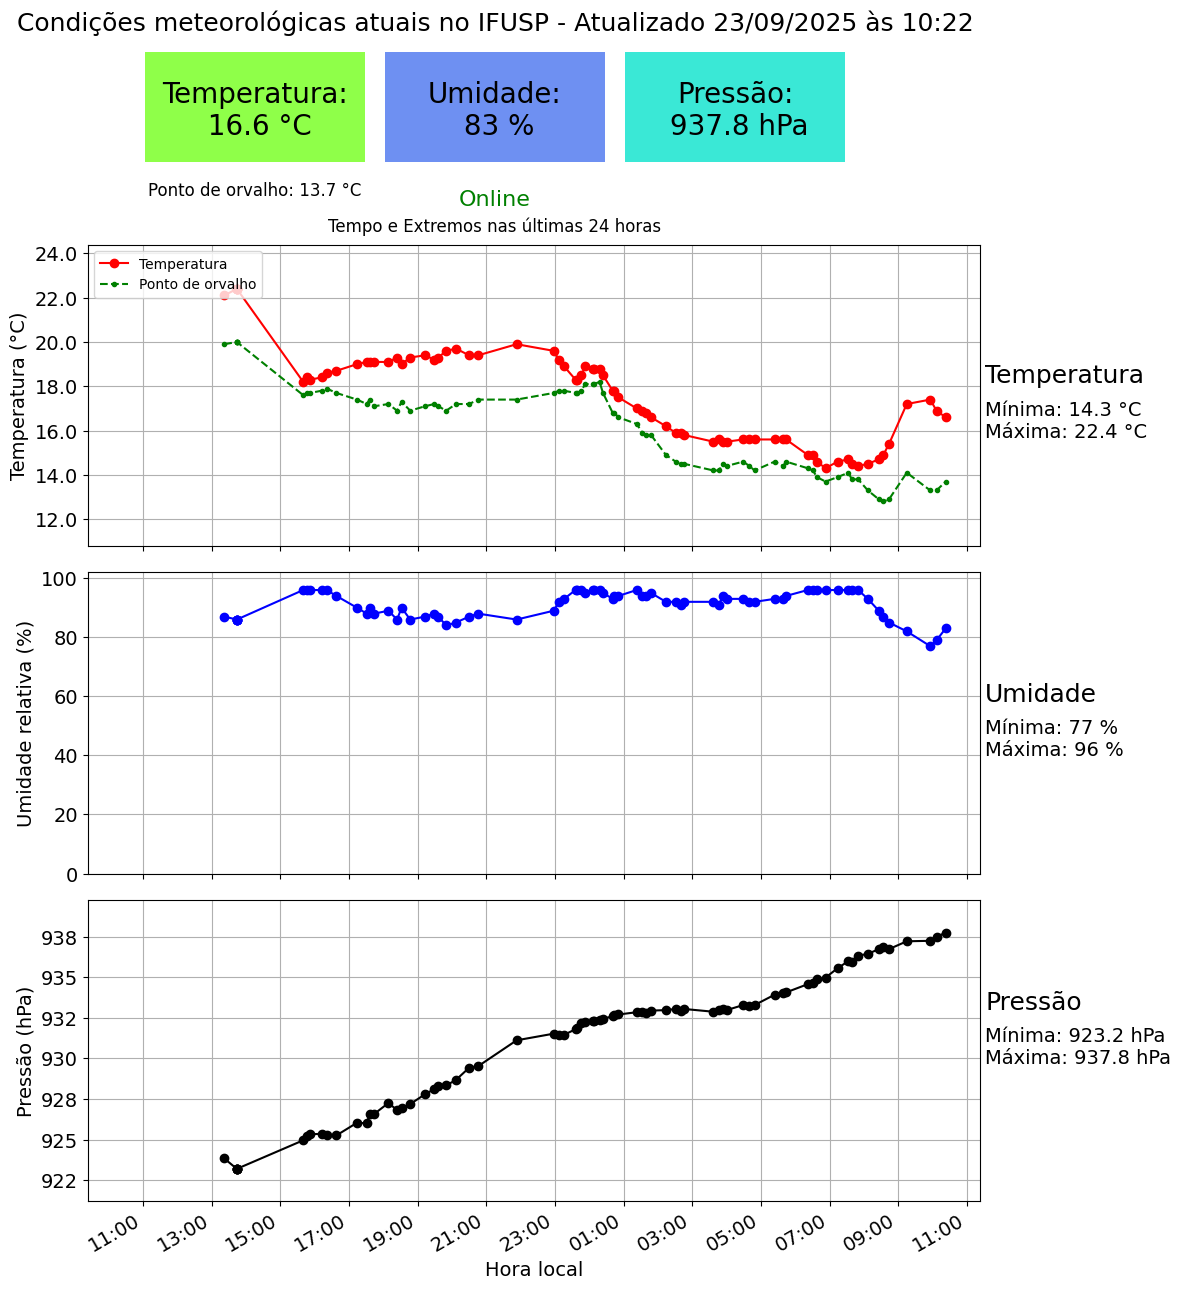 Condições meteorológicas atuais no IFUSP - Atualizado 23/09/2025 às 10:22
Temperatura:
16.6 °C
Umidade:
83 %
Pressão:
937.8 hPa
Ponto de orvalho: 13.7 °C
Online
Tempo e Extremos nas últimas 24 horas
Temperatura (°C)
24.0
22.0
20.0
18.0
16.0
14.0
12.0
Temperatura
Ponto de orvalho
Temperatura
Mínima: 14.3 °C
Máxima: 22.4 °C
Umidade relativa (%)
100
80
60
40
20
0
Umidade
Mínima: 77 %
Máxima: 96 %
Pressão (hPa)
938
935
932
930
928
925
922
Pressão
Mínima: 923.2 hPa
Máxima: 937.8 hPa
11:00
13:00
15:00
17:00
19:00
21:00
23:00
01:00
03:00
05:00
07:00
09:00
11:00
Hora local